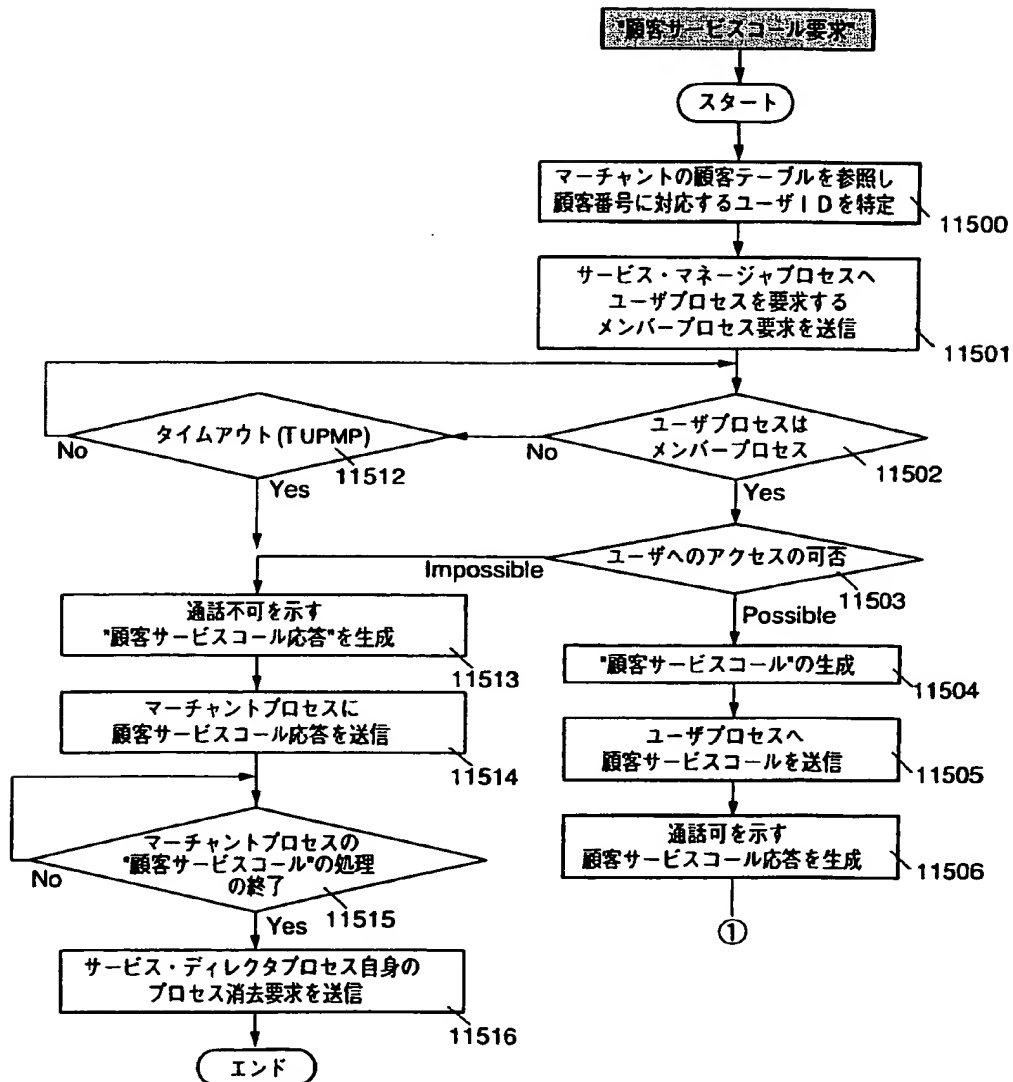 "顧客サービスコール要求"
スタート
マーチャントの顧客テーブルを参照し
顧客番号に対応するユーザIDを特定
11500
サービス・マネージャプロセスへ
ユーザプロセスを要求する
メンバープロセス要求を送信
11501
ユーザプロセスは
メンバープロセス
11502
No
Yes
タイムアウト(TUPMP)
11512
No
Yes
ユーザへのアクセスの可否
11503
Impossible
Possible
通話不可を示す
"顧客サービスコール応答"を生成
11513
"顧客サービスコール"の生成
11504
マーチャントプロセスに
顧客サービスコール応答を送信
11514
ユーザプロセスへ
顧客サービスコールを送信
11505
マーチャントプロセスの
"顧客サービスコール"の処理
の終了
11515
No
Yes
通話可を示す
顧客サービスコール応答を生成
11506
①
サービス・ディレクタプロセス自身の
プロセス消去要求を送信
11516
エンド